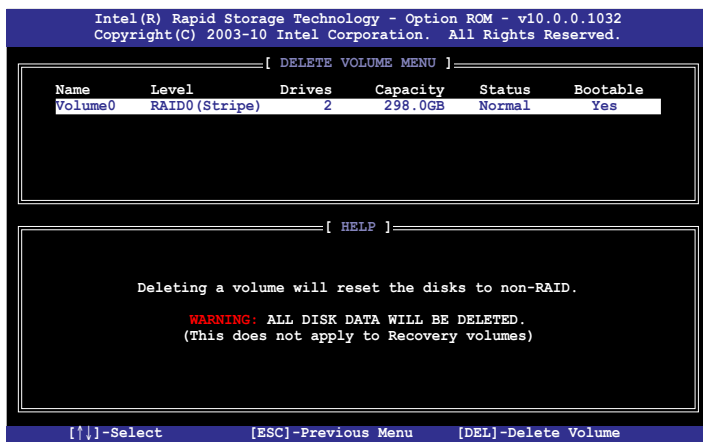 Intel(R) Rapid Storage Technology - Option ROM - v10.0.0.1032
Copyright(C) 2003-10 Intel Corporation. All Rights Reserved.
[ DELETE VOLUME MENU ]
Name Level Drives Capacity Status Bootable
Volume0 RAID0(Stripe) 2 298.0GB Normal Yes
[ HELP ]
Deleting a volume will reset the disks to non-RAID.
WARNING: ALL DISK DATA WILL BE DELETED.
(This does not apply to Recovery volumes)
[↑↓]-Select [ESC]-Previous Menu [DEL]-Delete Volume